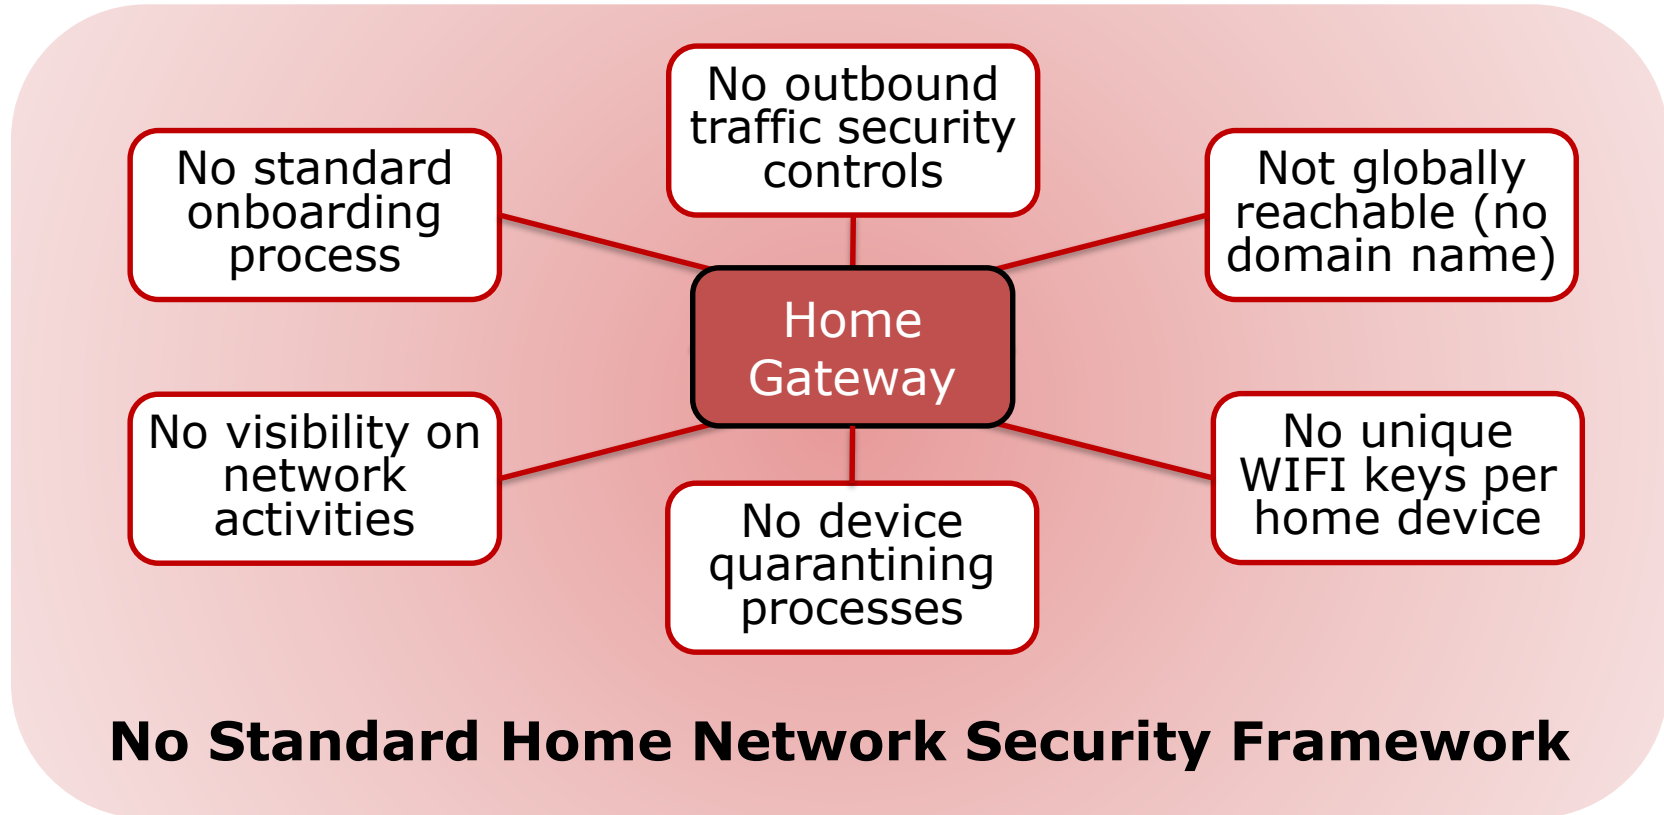 No outbound
traffic security
controls
No standard
onboarding
process
Not globally
reachable (no
domain name)
Home
Gateway
No visibility on
network
activities
No unique
WIFI keys per
home device
No device
quarantining
processes
No Standard Home Network Security Framework